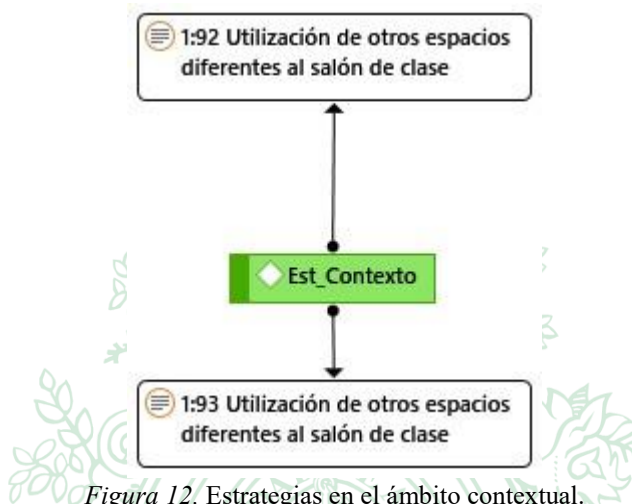 1:92 Utilización de otros espacios
diferentes al salón de clase
Est_Contexto
1:93 Utilización de otros espacios
diferentes al salón de clase
Figura 12. Estrategias en el ámbito contextual.